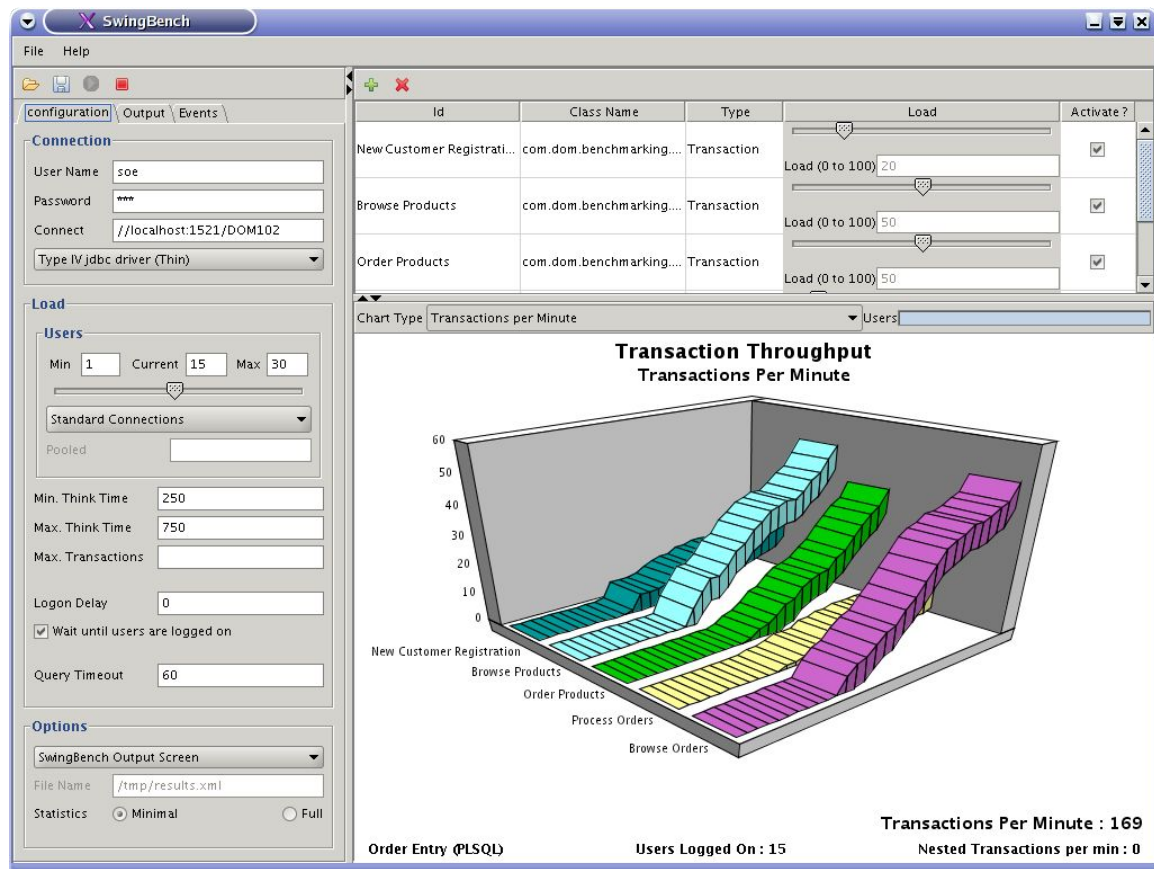 SwingBench
File Help
configuration Output Events
Connection
User Name soe
Password ***
Connect //localhost:1521/DOM102
Type IV jdbc driver (Thin)
Load
Users
Min 1 Current 15 Max 30
Standard Connections
Pooled
Min. Think Time 250
Max. Think Time 750
Max. Transactions
Logon Delay 0
Wait until users are logged on
Query Timeout 60
Options
SwingBench Output Screen
File Name /tmp/results.xml
Statistics Minimal Full
Id Class Name Type Load Activate ?
New Customer Registrati... com.dom.benchmarking.... Transaction
Load (0 to 100) 20
Browse Products com.dom.benchmarking.... Transaction
Load (0 to 100) 50
Order Products com.dom.benchmarking.... Transaction
Load (0 to 100) 50
Chart Type Transactions per Minute Users
Transaction Throughput
Transactions Per Minute
60
50
40
30
20
10
0
New Customer Registration
Browse Products
Order Products
Process Orders
Browse Orders
Transactions Per Minute : 169
Order Entry (PLSQL) Users Logged On : 15 Nested Transactions per min : 0